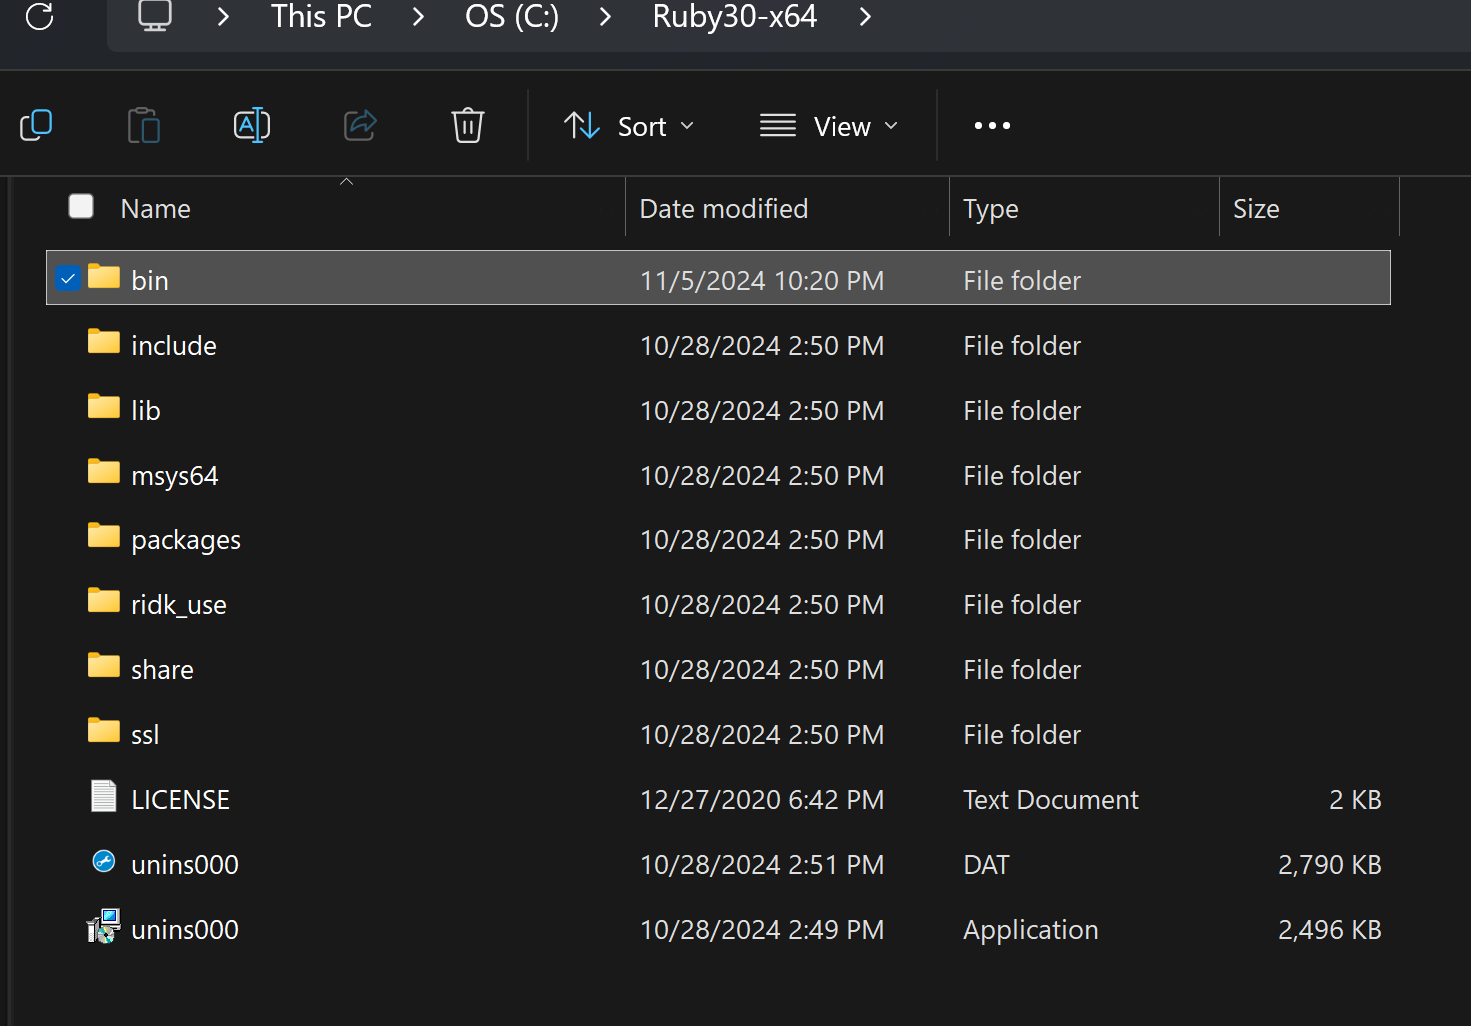 This PC > OS (C:) > Ruby30-x64 >
Sort View
Name Date modified Type Size
bin 11/5/2024 10:20 PM File folder
include 10/28/2024 2:50 PM File folder
lib 10/28/2024 2:50 PM File folder
msys64 10/28/2024 2:50 PM File folder
packages 10/28/2024 2:50 PM File folder
ridk_use 10/28/2024 2:50 PM File folder
share 10/28/2024 2:50 PM File folder
ssl 10/28/2024 2:50 PM File folder
LICENSE 12/27/2020 6:42 PM Text Document 2 KB
unins000 10/28/2024 2:51 PM DAT 2,790 KB
unins000 10/28/2024 2:49 PM Application 2,496 KB